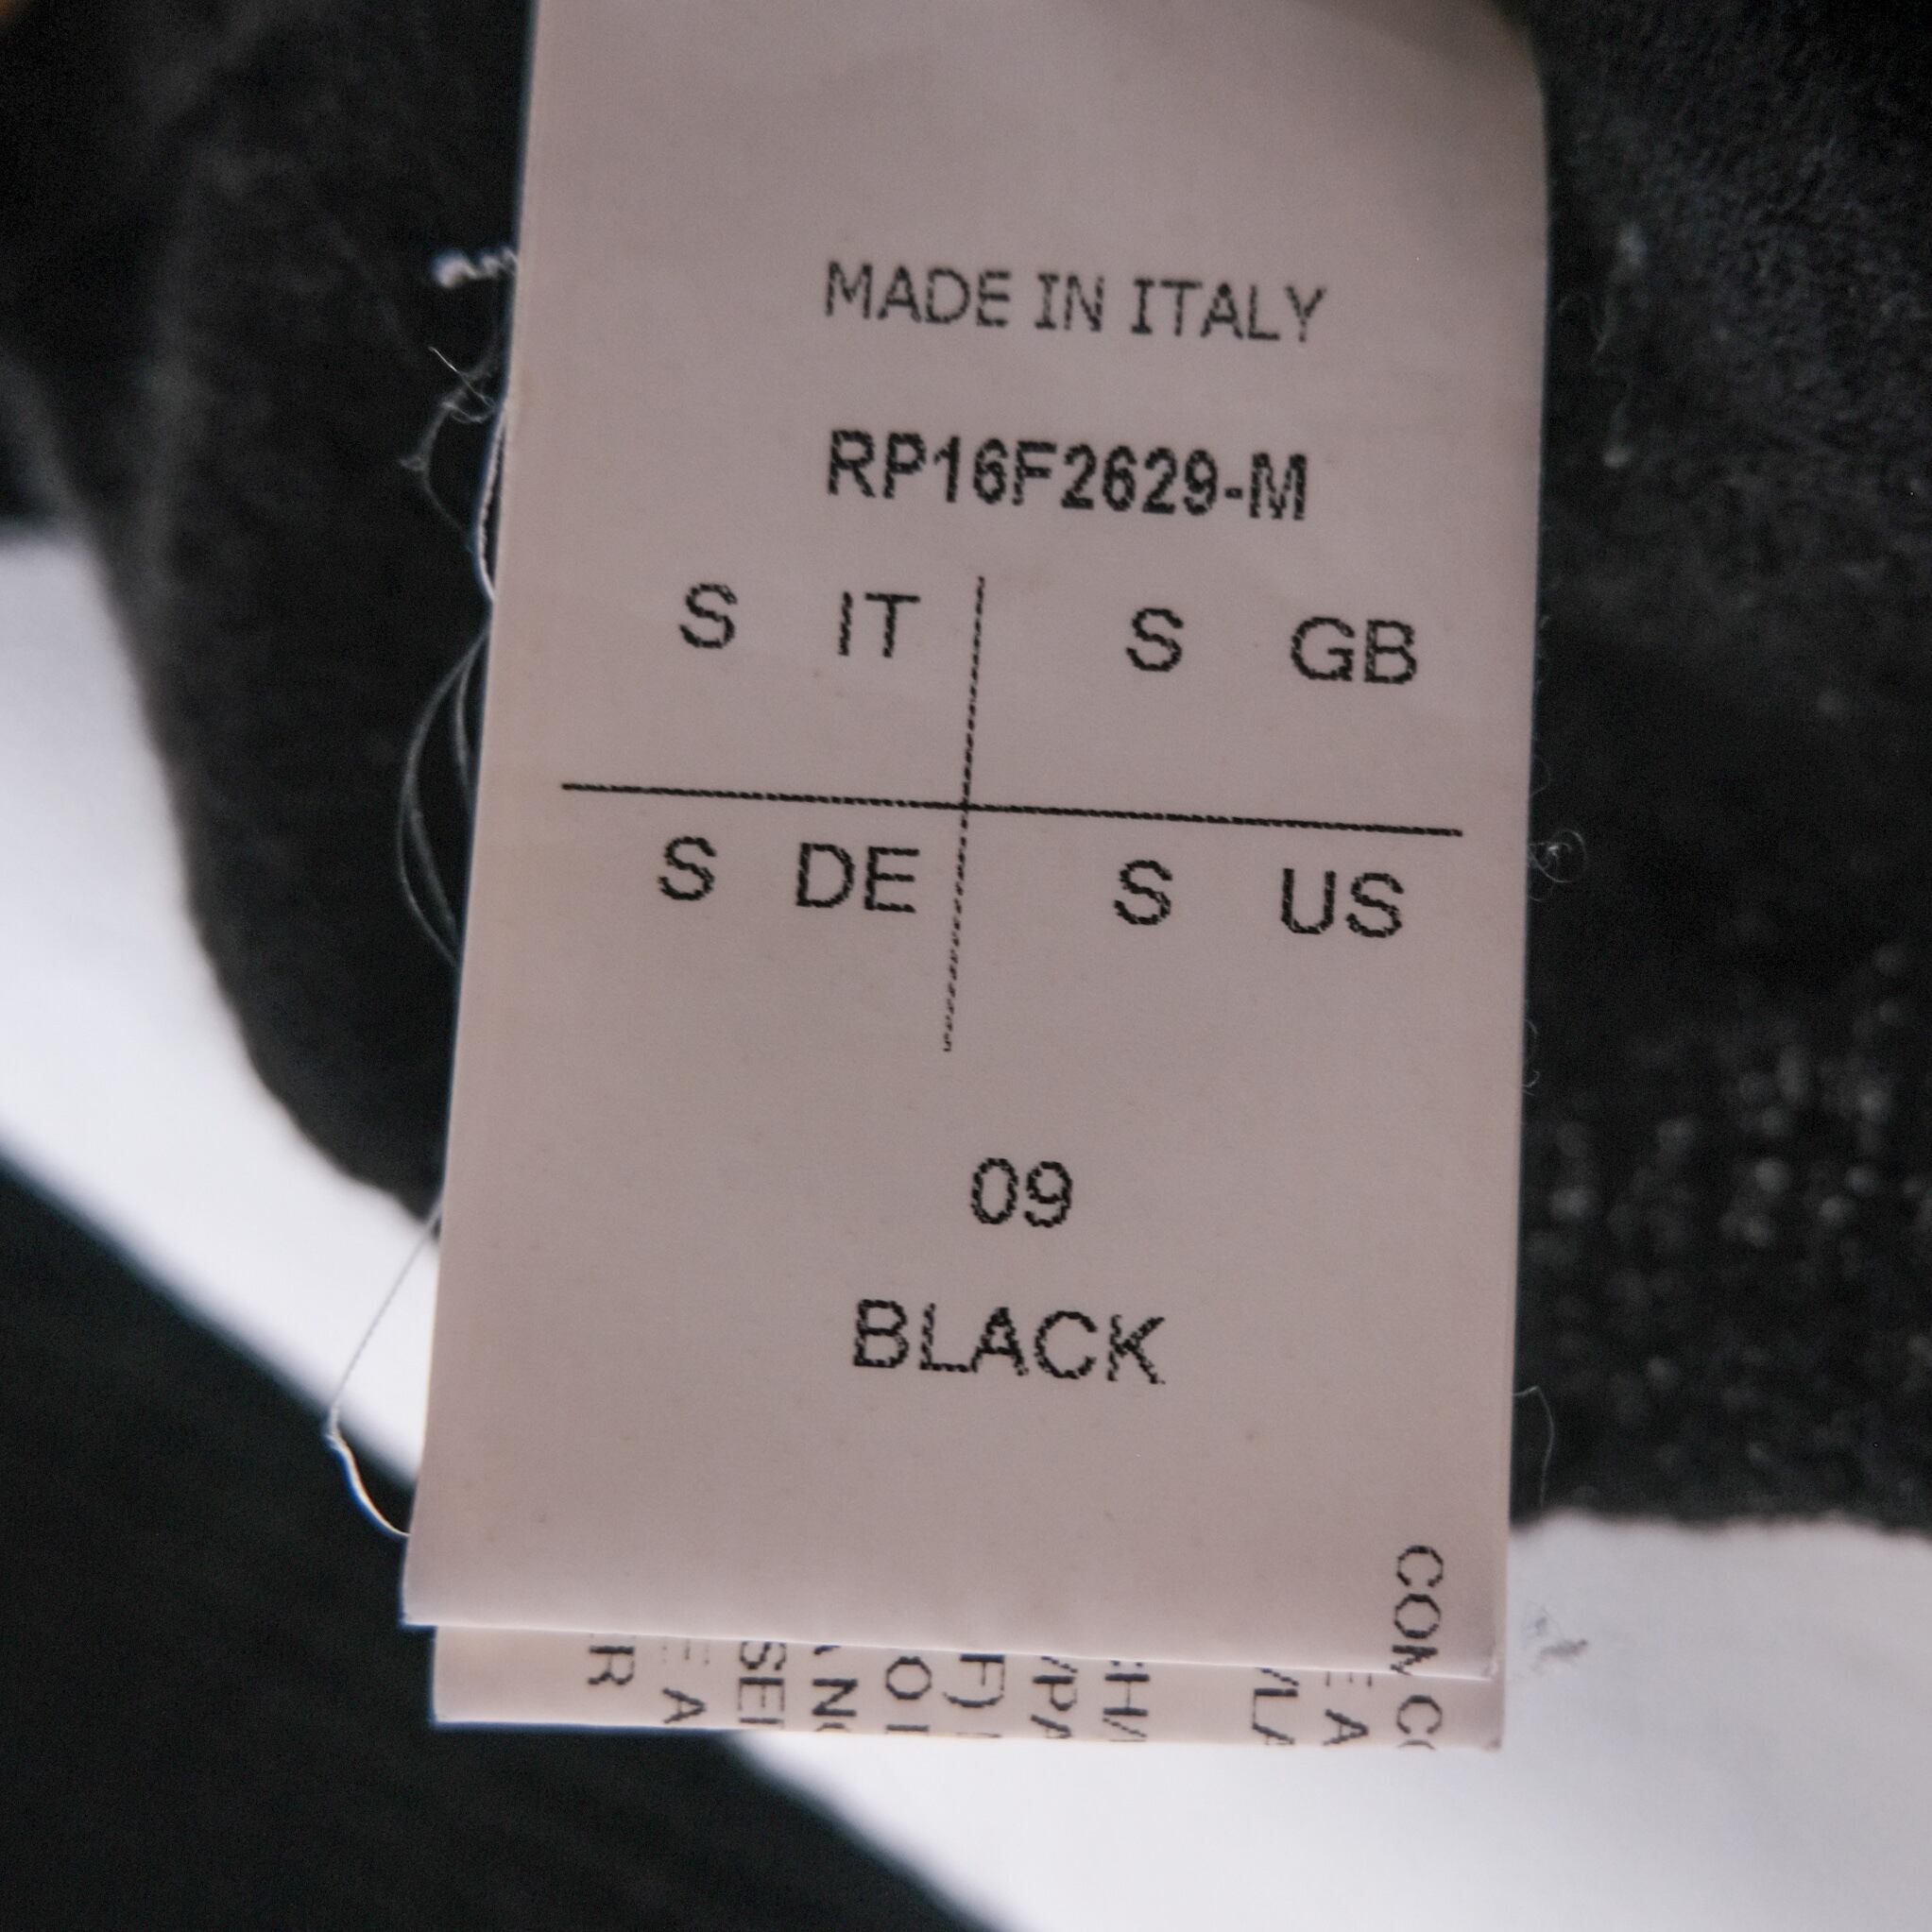 MADE IN ITALY
RP16F2629-M
S IT S GB
S DE S US
09
BLACK